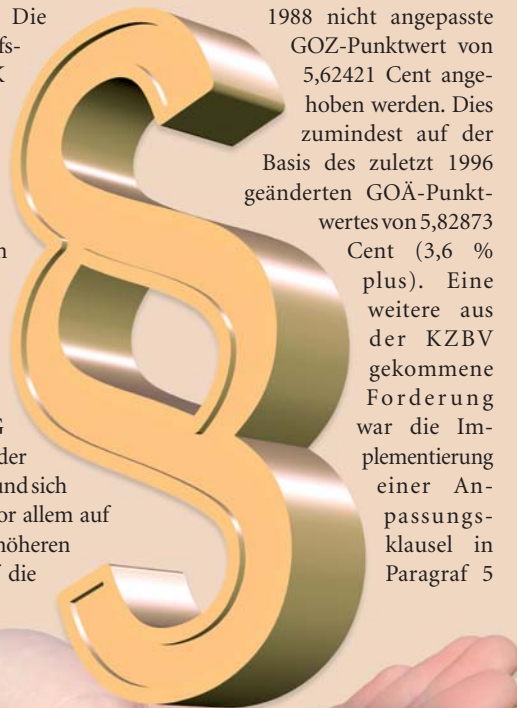 Die
fs-
K
n
G
der
und sich
or allem auf
höheren
die
1988 nicht angepasste
GOZ-Punktwert von
5,62421 Cent ange-
hoben werden. Dies
zumindest auf der
Basis des zuletzt 1996
geänderten GOÄ-Punkt-
wertes von 5,82873
Cent (3,6 %
plus). Eine
weitere aus
der KZBV
gekommene
Forderung
war die Im-
plementierung
einer An-
passungs-
klausel in
Paragraf 5